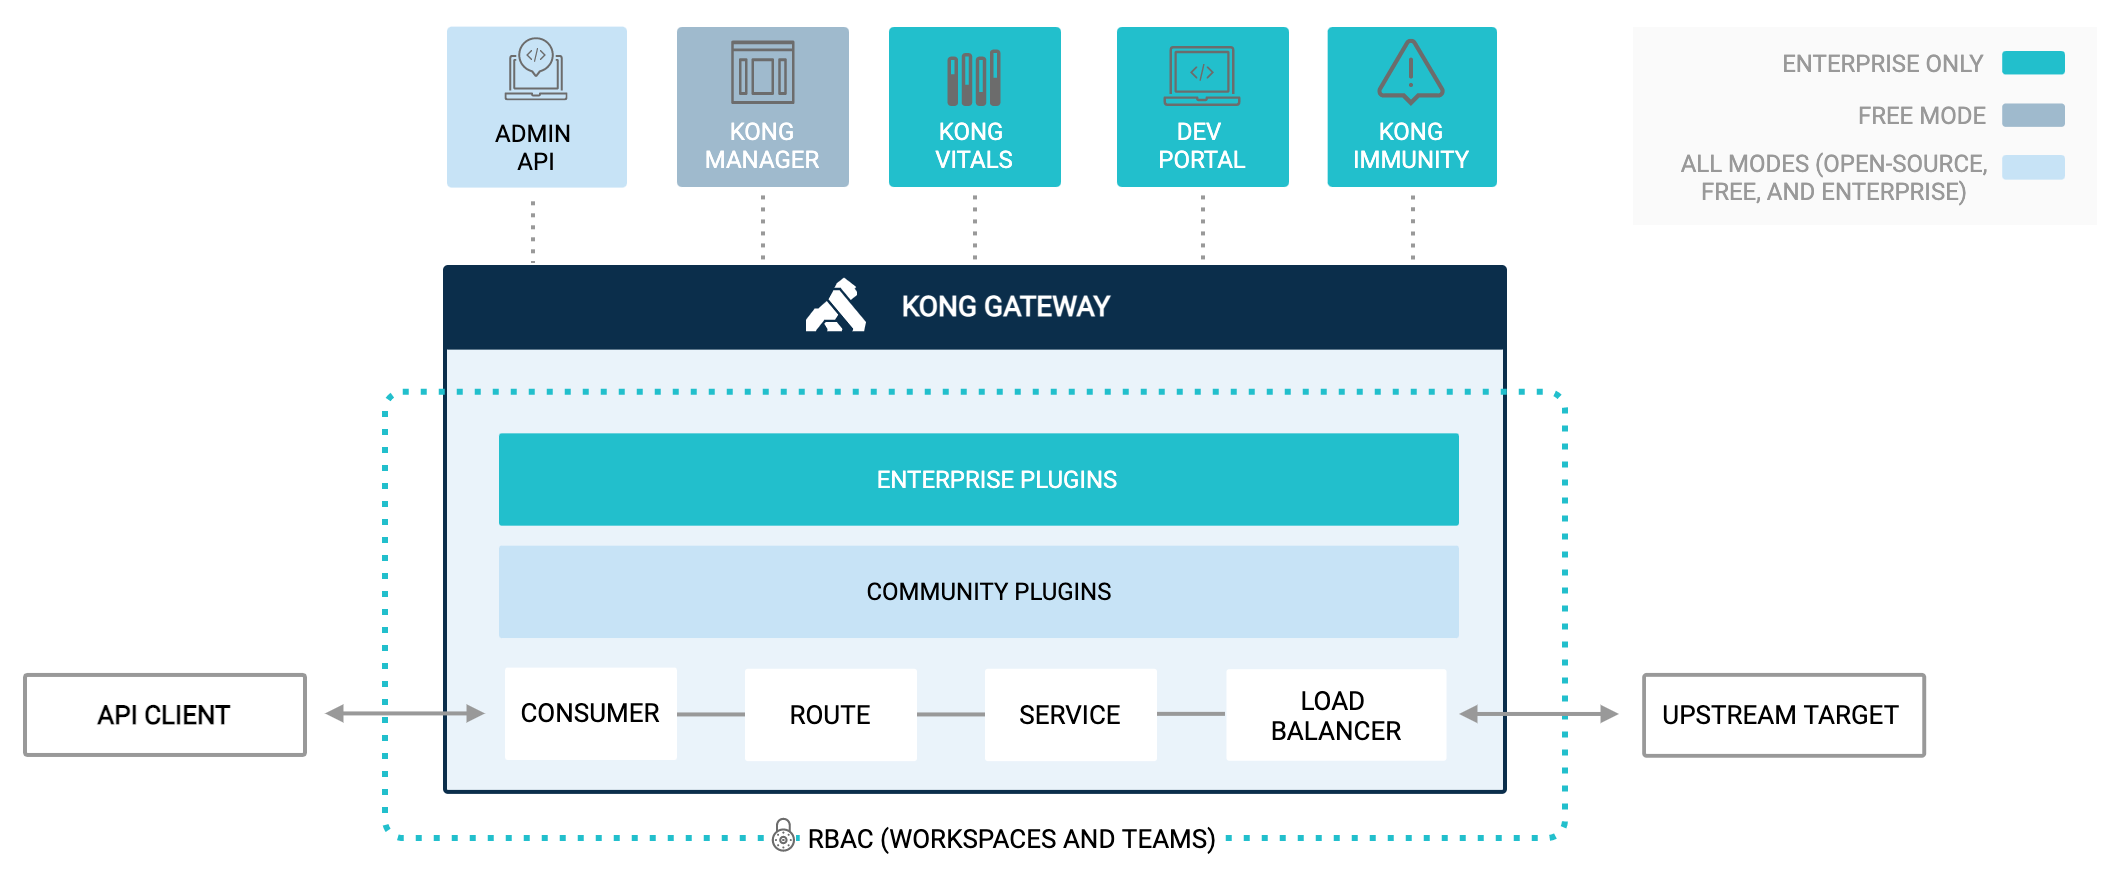 ADMIN
API
KONG
MANAGER
KONG
VITALS
DEV
PORTAL
KONG
IMMUNITY
ENTERPRISE ONLY
FREE MODE
ALL MODES (OPEN-SOURCE,
FREE, AND ENTERPRISE)
KONG GATEWAY
ENTERPRISE PLUGINS
COMMUNITY PLUGINS
API CLIENT
CONSUMER
ROUTE
SERVICE
LOAD
BALANCER
UPSTREAM TARGET
RBAC (WORKSPACES AND TEAMS)